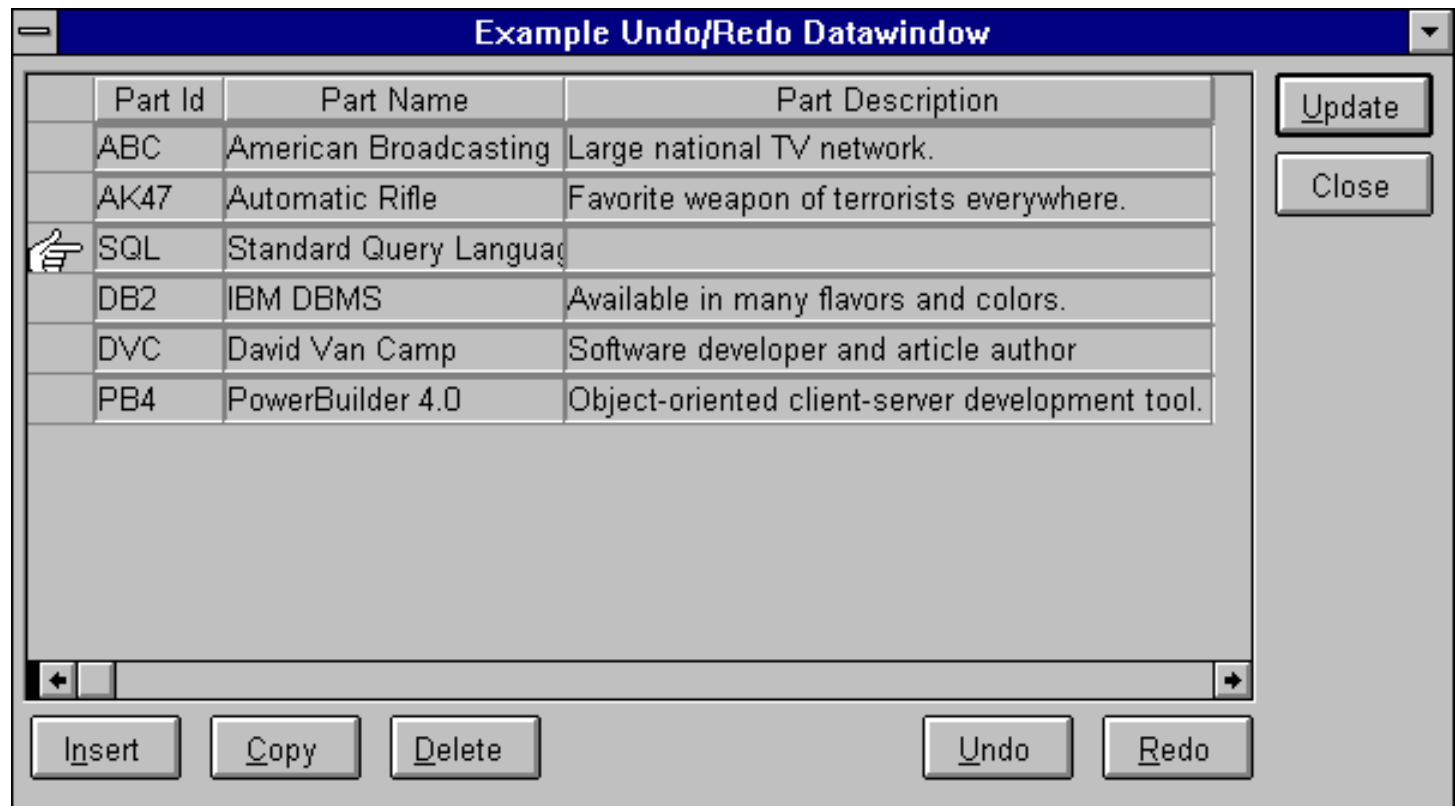 Example Undo/Redo Datawindow
Part Id Part Name Part Description Update
ABC American Broadcasting Large national TV network.
Close
AK47 Automatic Rifle Favorite weapon of terrorists everywhere.
SQL Standard Query Languag
DB2 IBM DBMS Available in many flavors and colors.
DVC David Van Camp Software developer and article author
PB4 PowerBuilder 4.0 Object-oriented client-server development tool.
Insert Copy Delete Undo Redo